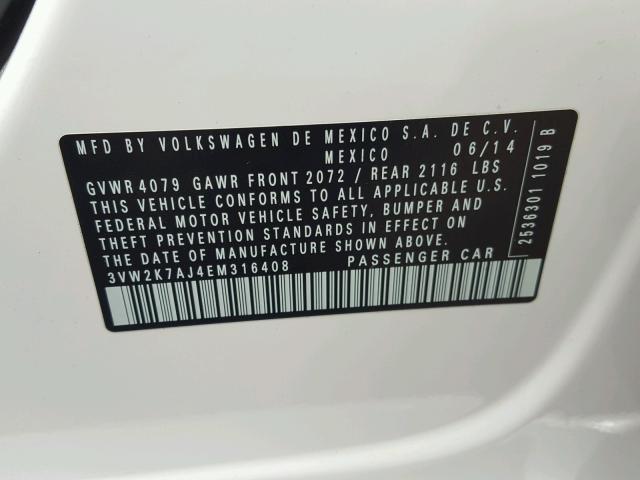 MFD BY VOLKSWAGEN DE MEXICO S.A. DE C.V.
MEXICO 06/14
GVWR 4079 GAWR FRONT 2072 / REAR 2116 LBS
THIS VEHICLE CONFORMS TO ALL APPLICABLE U.S.
FEDERAL MOTOR VEHICLE SAFETY, BUMPER AND
THEFT PREVENTION STANDARDS IN EFFECT ON
THE DATE OF MANUFACTURE SHOWN ABOVE.
3VW2K7AJ4EM316408 PASSENGER CAR
2536301 1019 B